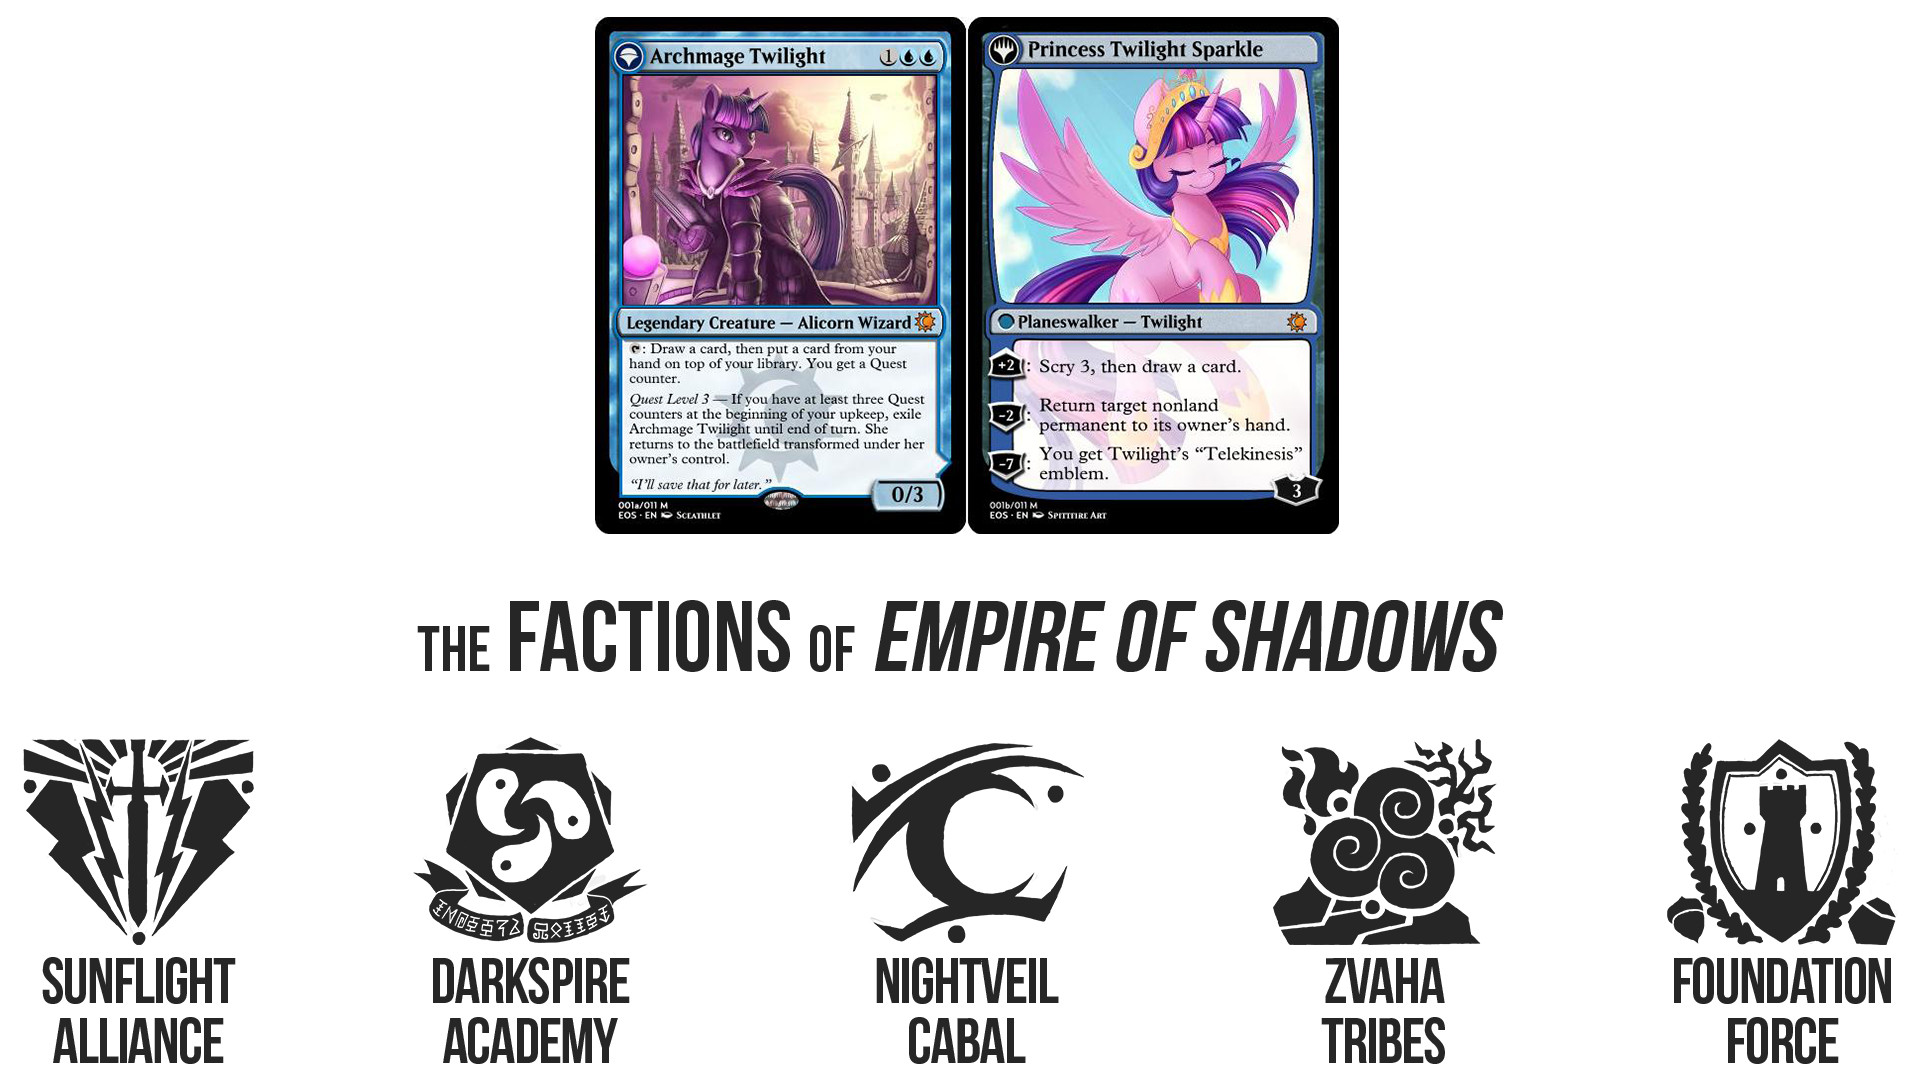 Archmage Twilight
1
Legendary Creature — Alicorn Wizard
: Draw a card, then put a card from your
hand on top of your library. You get a Quest
counter.
Quest Level 3 — If you have at least three Quest
counters at the beginning of your upkeep, exile
Archmage Twilight until end of turn. She
returns to the battlefield transformed under her
owner's control.
“I'll save that for later.”
0/3
001a/011 M
EOS · EN Sceathlet
Princess Twilight Sparkle
Planeswalker — Twilight
+2: Scry 3, then draw a card.
-2: Return target nonland
permanent to its owner's hand.
-7: You get Twilight's “Telekinesis”
emblem.
3
001b/011 M
EOS · EN Spittfire Art
THE FACTIONS OF EMPIRE OF SHADOWS
SUNFLIGHT
ALLIANCE
DARKSPIRE
ACADEMY
NIGHTVEIL
CABAL
ZVAHA
TRIBES
FOUNDATION
FORCE